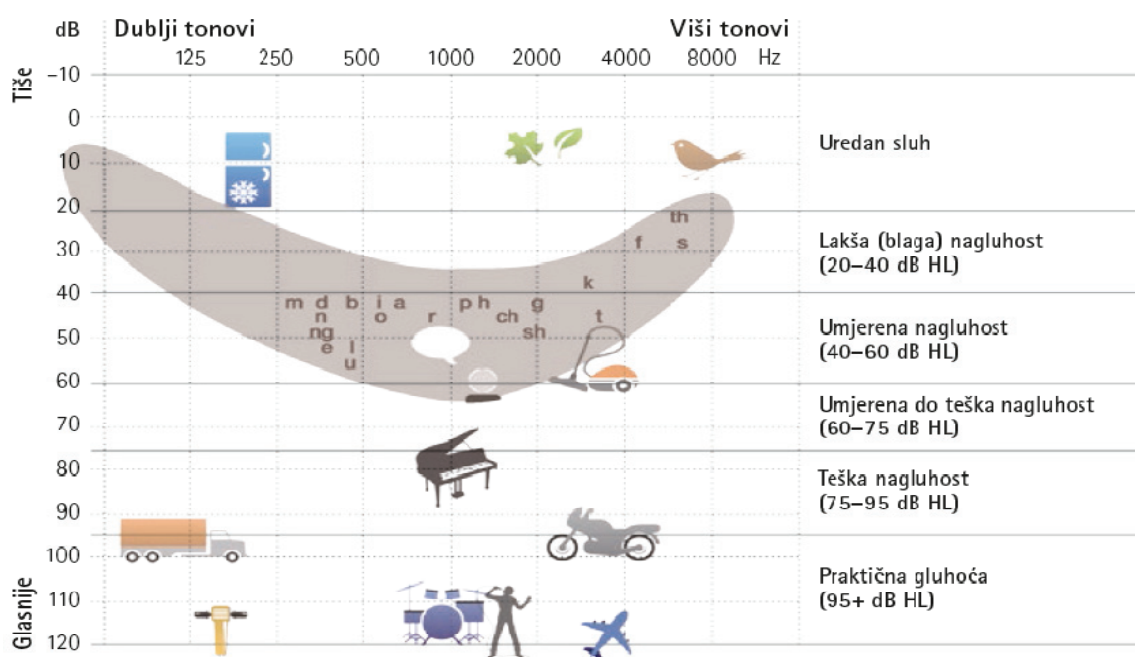 dB Dublji tonovi Viši tonovi
125 250 500 1000 2000 4000 8000 Hz
Tiše
-10
0
Uredan sluh
10
20
th
Lakša (blaga) nagluhost
(20–40 dB HL)
f s
30
k
40
m d b i a p h g
n o r ch t
ng sh
50
e l
u
Umjerena nagluhost
(40–60 dB HL)
60
Umjerena do teška nagluhost
(60–75 dB HL)
70
80
Teška nagluhost
(75–95 dB HL)
90
100
Praktična gluhoća
(95+ dB HL)
110
Glasnije
120